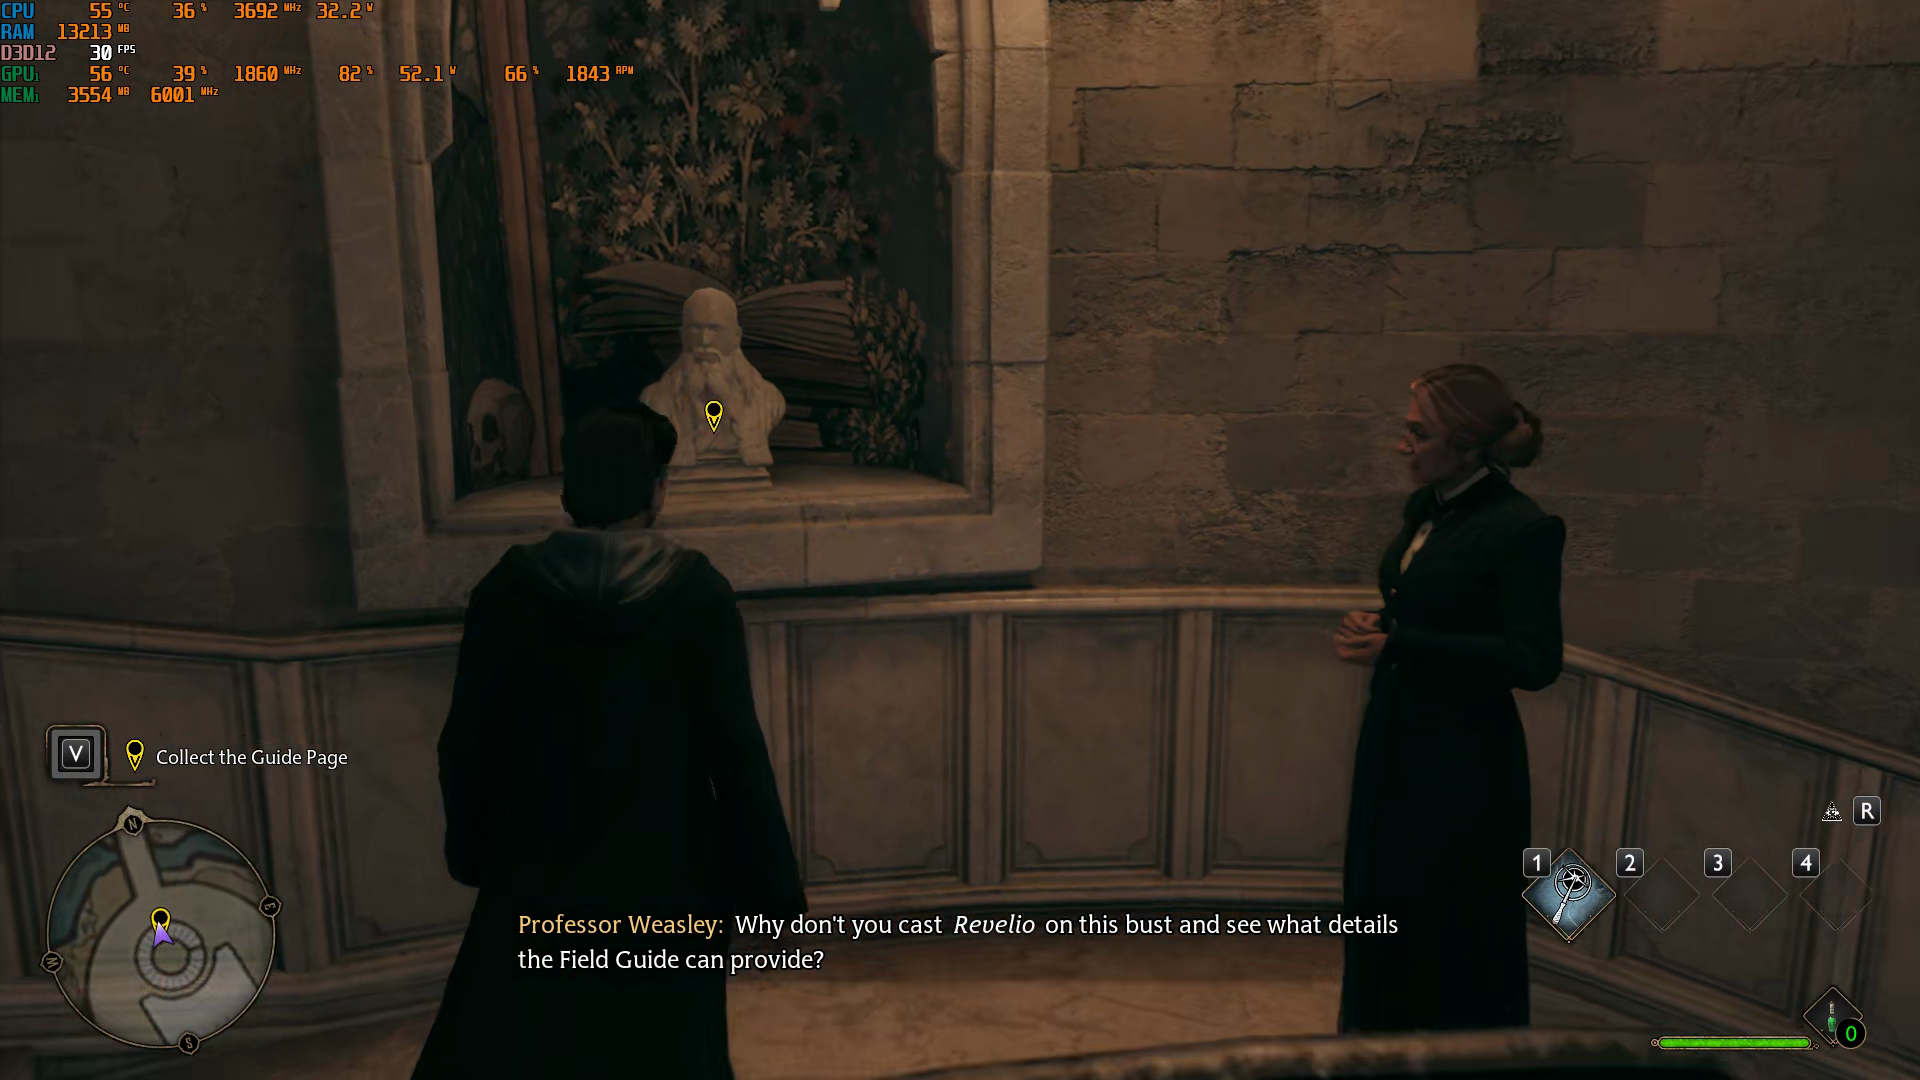 CPU 55 °C 36 % 3692 MHz 32.2 W
RAM 13213 MB
D3D12 30 FPS
GPU1 56 °C 39 % 1860 MHz 82 % 52.1 W 66 % 1843 RPM
MEM1 3554 MB 6001 MHz
V Collect the Guide Page
N
E
W
S
R
1 2 3 4
Professor Weasley: Why don't you cast Revelio on this bust and see what details
the Field Guide can provide?
0